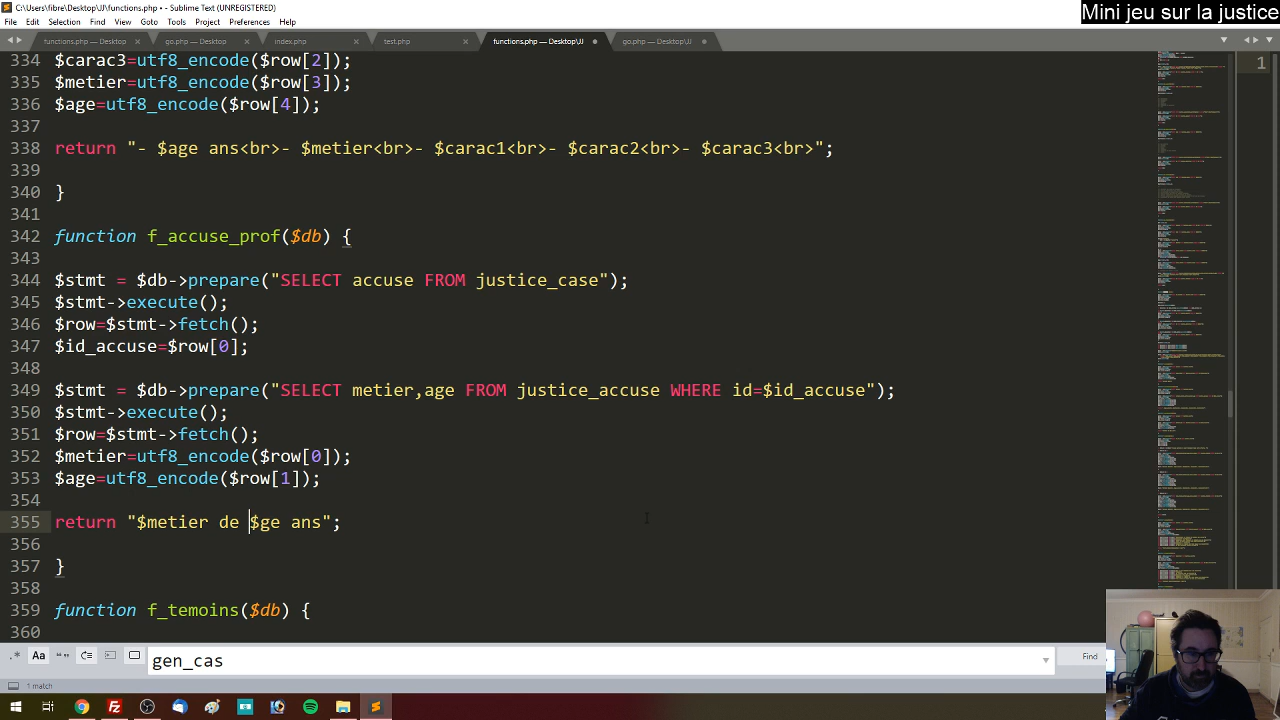 C:\Users\fibre\Desktop\JJ\functions.php • - Sublime Text (UNREGISTERED)
Mini jeu sur la justice
File Edit Selection Find View Goto Tools Project Preferences Help
functions.php — Desktop go.php — Desktop index.php test.php functions.php — Desktop\JJ go.php — Desktop\JJ
334 $carac3=utf8_encode($row[2]);
335 $metier=utf8_encode($row[3]);
336 $age=utf8_encode($row[4]);
337
338 return "- $age ans<br>- $metier<br>- $carac1<br>- $carac2<br>- $carac3<br>";
339
340 }
341
342 function f_accuse_prof($db) {
343
344 $stmt = $db->prepare("SELECT accuse FROM justice_case");
345 $stmt->execute();
346 $row=$stmt->fetch();
347 $id_accuse=$row[0];
348
349 $stmt = $db->prepare("SELECT metier,age FROM justice_accuse WHERE id=$id_accuse");
350 $stmt->execute();
351 $row=$stmt->fetch();
352 $metier=utf8_encode($row[0]);
353 $age=utf8_encode($row[1]);
354
355 return "$metier de $ge ans";
356
357 }
358
359 function f_temoins($db) {
360
1
.* Aa “” gen_cas Find
1 match